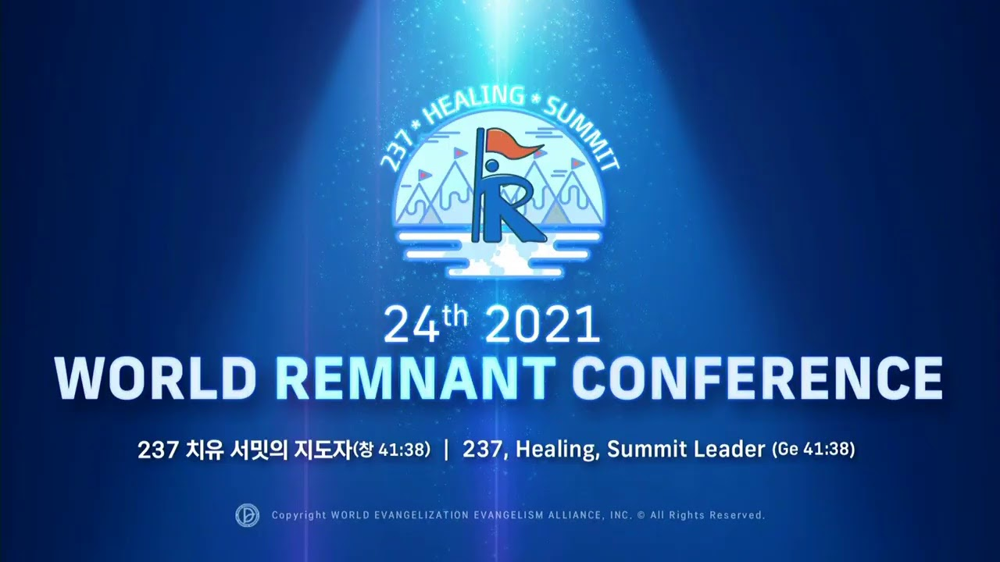 237 * HEALING * SUMMIT
R
24th 2021
WORLD REMNANT CONFERENCE
237 치유 서밋의 지도자(창 41:38) | 237, Healing, Summit Leader (Ge 41:38)
Copyright WORLD EVANGELIZATION EVANGELISM ALLIANCE, INC. © All Rights Reserved.